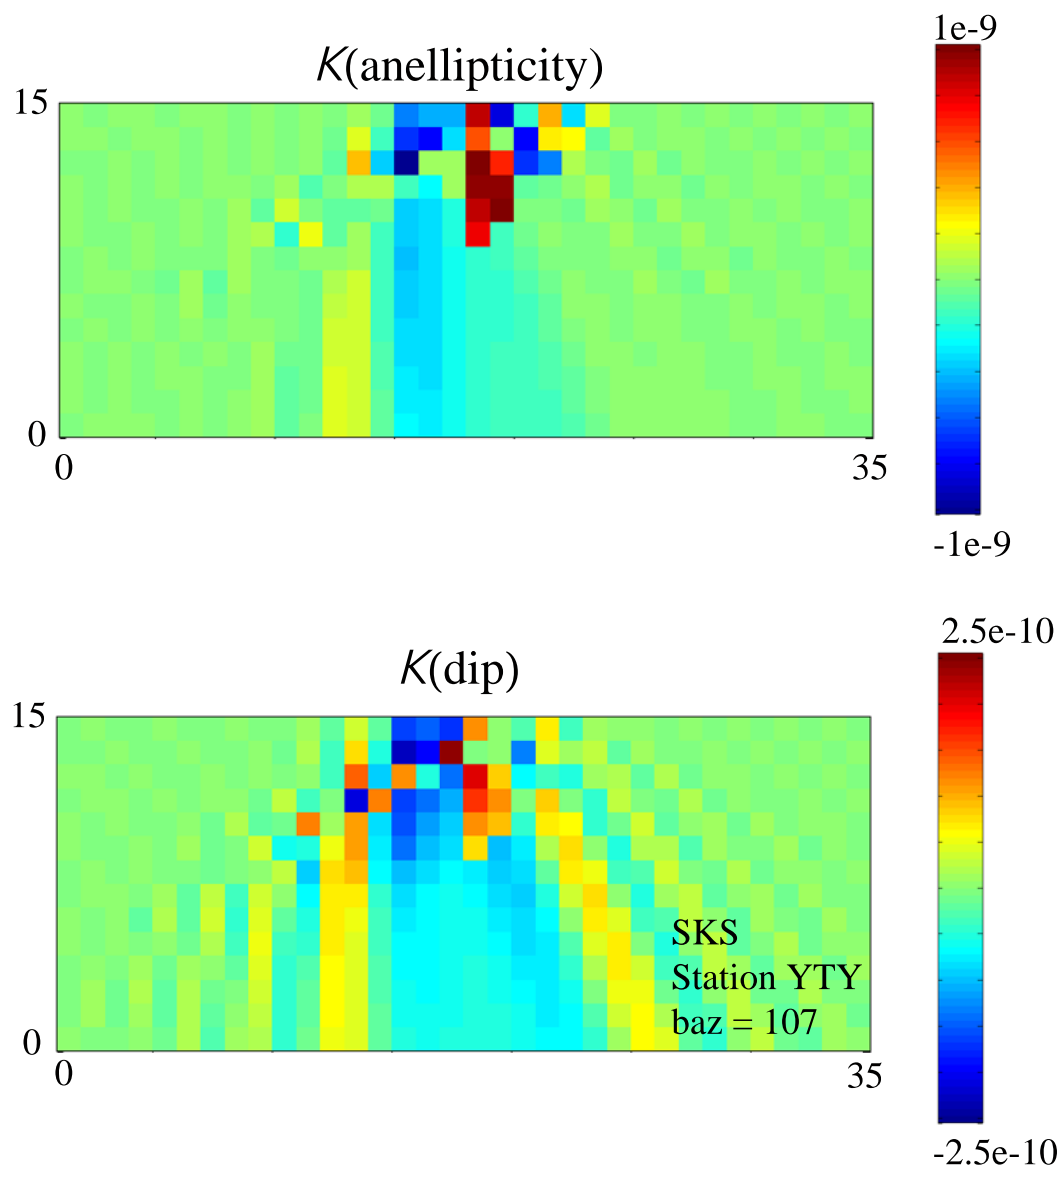 1e-9
K(anellipticity)
15
0
0
35
-1e-9
2.5e-10
K(dip)
15
SKS
Station YTY
baz = 107
0
0
35
-2.5e-10